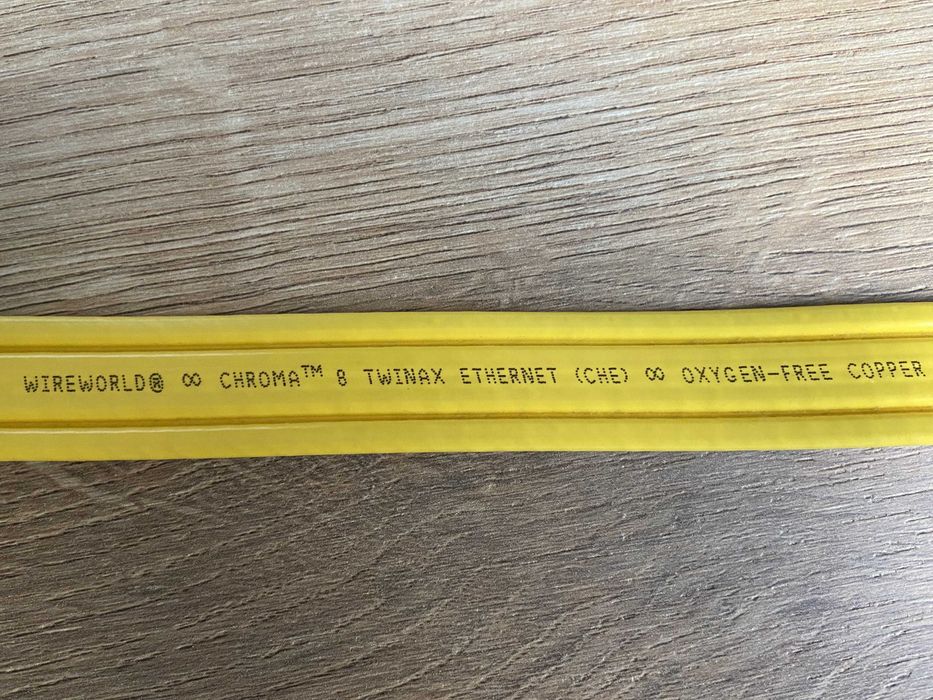 WIREWORLD® ∞ CHROMA™ 8 TWINAX ETHERNET (CHE) ∞ OXYGEN-FREE COPPER